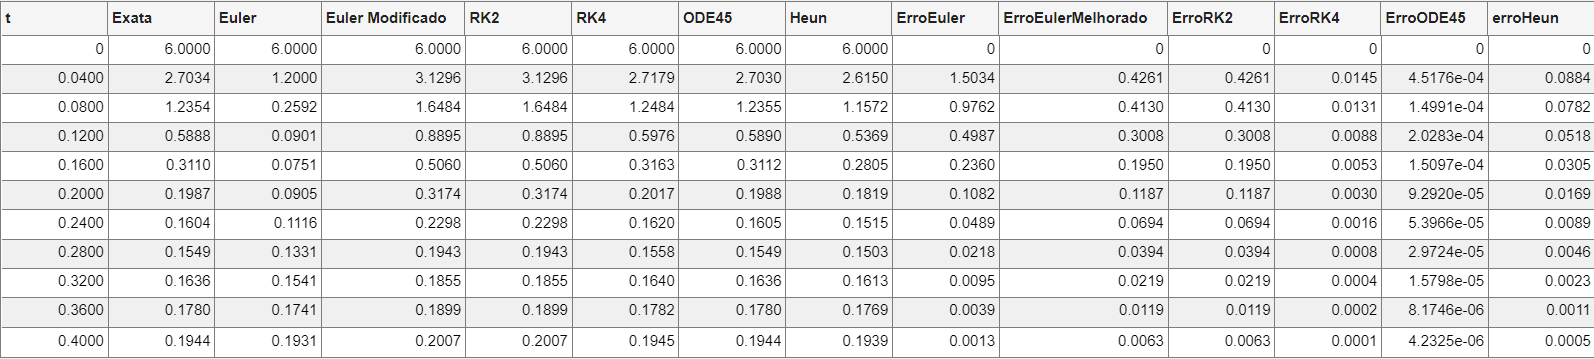 t Exata Euler Euler Modificado RK2 RK4 ODE45 Heun ErroEuler ErroEulerMelhorado ErroRK2 ErroRK4 ErroODE45 erroHeun
0 6.0000 6.0000 6.0000 6.0000 6.0000 6.0000 6.0000 0 0 0 0 0 0
0.0400 2.7034 1.2000 3.1296 3.1296 2.7179 2.7030 2.6150 1.5034 0.4261 0.4261 0.0145 4.5176e-04 0.0884
0.0800 1.2354 0.2592 1.6484 1.6484 1.2484 1.2355 1.1572 0.9762 0.4130 0.4130 0.0131 1.4991e-04 0.0782
0.1200 0.5888 0.0901 0.8895 0.8895 0.5976 0.5890 0.5369 0.4987 0.3008 0.3008 0.0088 2.0283e-04 0.0518
0.1600 0.3110 0.0751 0.5060 0.5060 0.3163 0.3112 0.2805 0.2360 0.1950 0.1950 0.0053 1.5097e-04 0.0305
0.2000 0.1987 0.0905 0.3174 0.3174 0.2017 0.1988 0.1819 0.1082 0.1187 0.1187 0.0030 9.2920e-05 0.0169
0.2400 0.1604 0.1116 0.2298 0.2298 0.1620 0.1605 0.1515 0.0489 0.0694 0.0694 0.0016 5.3966e-05 0.0089
0.2800 0.1549 0.1331 0.1943 0.1943 0.1558 0.1549 0.1503 0.0218 0.0394 0.0394 0.0008 2.9724e-05 0.0046
0.3200 0.1636 0.1541 0.1855 0.1855 0.1640 0.1636 0.1613 0.0095 0.0219 0.0219 0.0004 1.5798e-05 0.0023
0.3600 0.1780 0.1741 0.1899 0.1899 0.1782 0.1780 0.1769 0.0039 0.0119 0.0119 0.0002 8.1746e-06 0.0011
0.4000 0.1944 0.1931 0.2007 0.2007 0.1945 0.1944 0.1939 0.0013 0.0063 0.0063 0.0001 4.2325e-06 0.0005